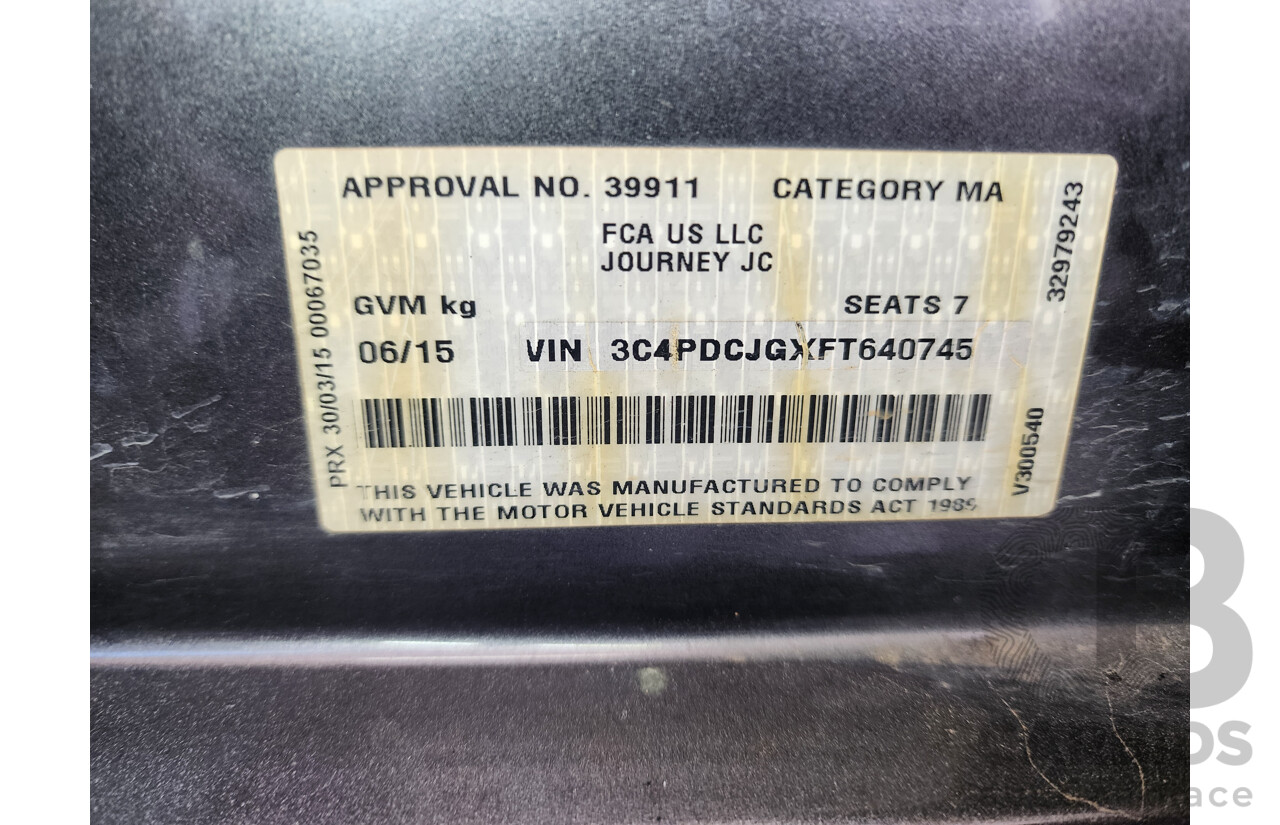 APPROVAL NO. 39911 CATEGORY MA
FCA US LLC
JOURNEY JC
GVM kg SEATS 7
06/15 VIN 3C4PDCJGXFT640745
THIS VEHICLE WAS MANUFACTURED TO COMPLY
WITH THE MOTOR VEHICLE STANDARDS ACT 1989
PRX 30/03/15 00067035
32979243
V300540
B
os
ace